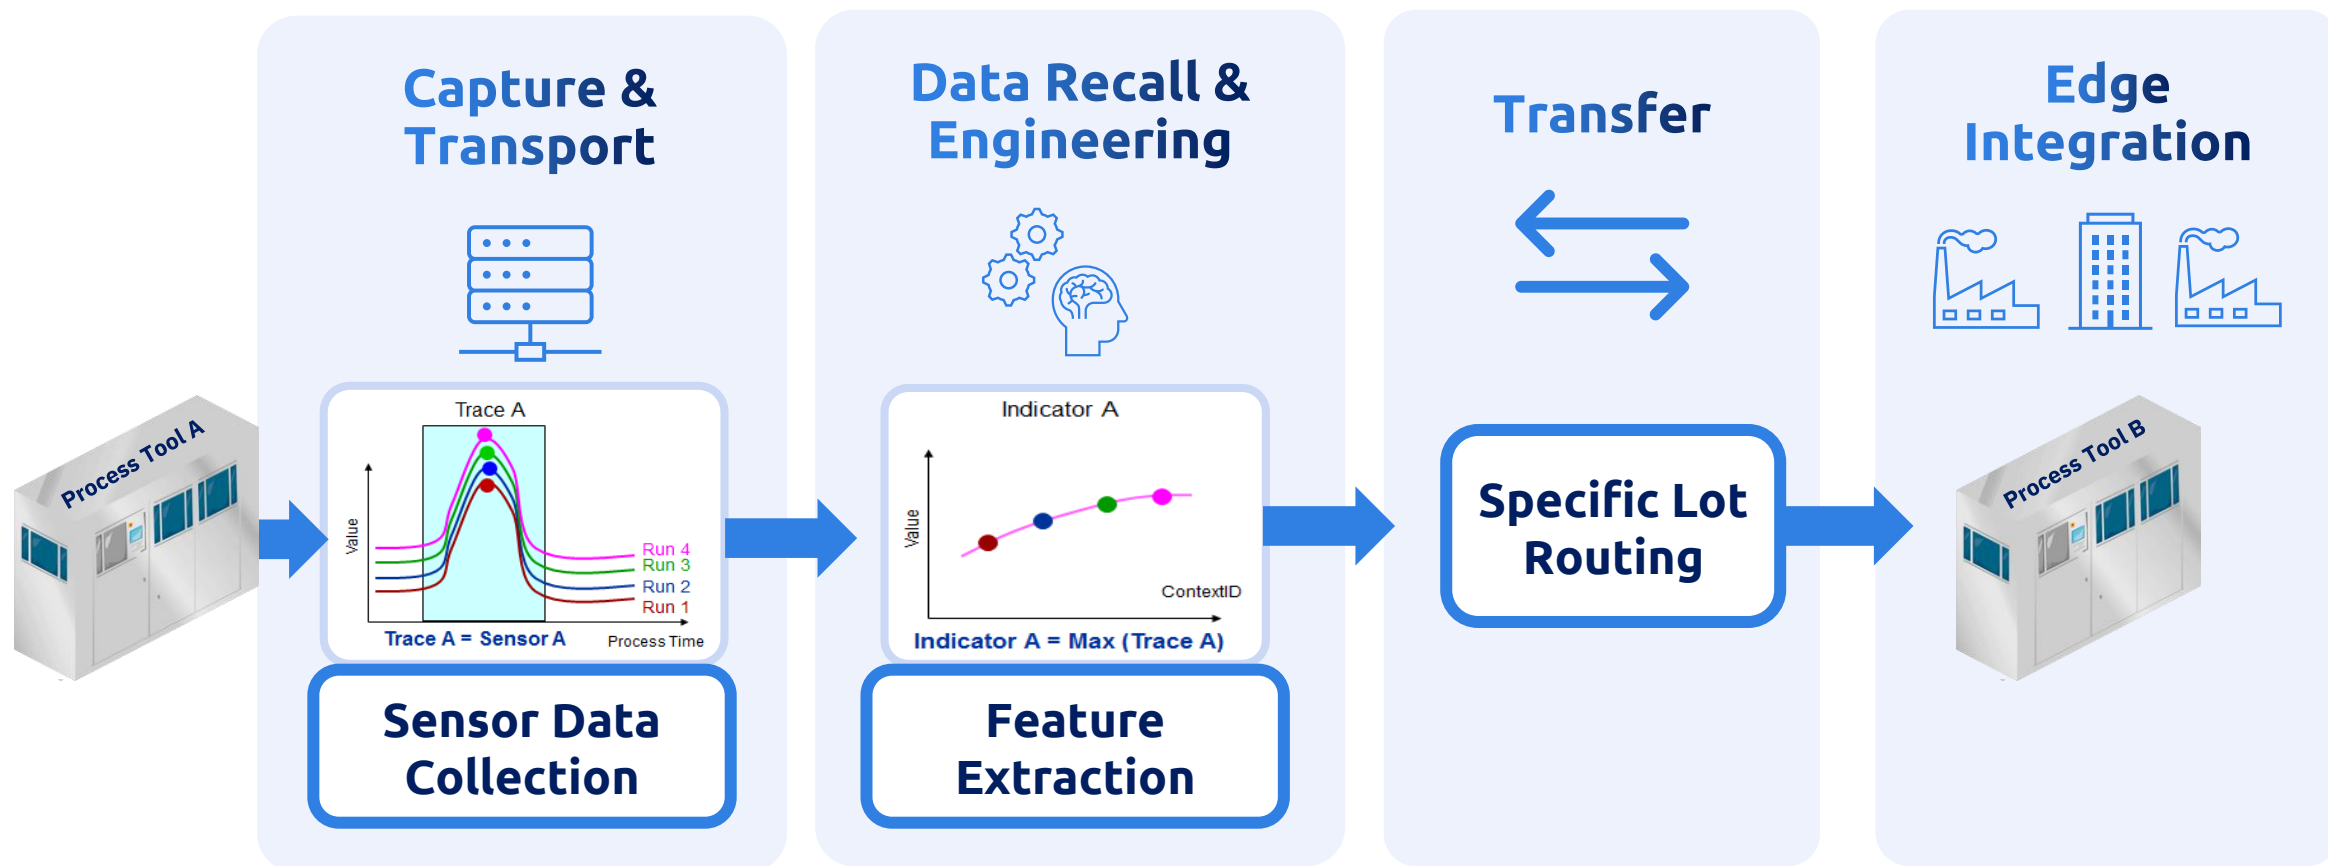 Capture &
Transport
Data Recall &
Engineering
Transfer
Edge
Integration
Process Tool A
Trace A
Value
Run 4
Run 3
Run 2
Run 1
Trace A = Sensor A
Process Time
Sensor Data
Collection
Indicator A
Value
ContextID
Indicator A = Max (Trace A)
Feature
Extraction
Specific Lot
Routing
Process Tool B